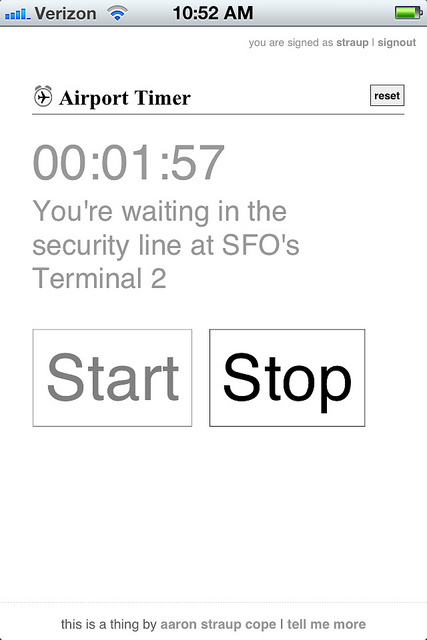 Verizon 10:52 AM
you are signed as straup | signout
Airport Timer reset
00:01:57
You're waiting in the
security line at SFO's
Terminal 2
Start Stop
this is a thing by aaron straup cope | tell me more